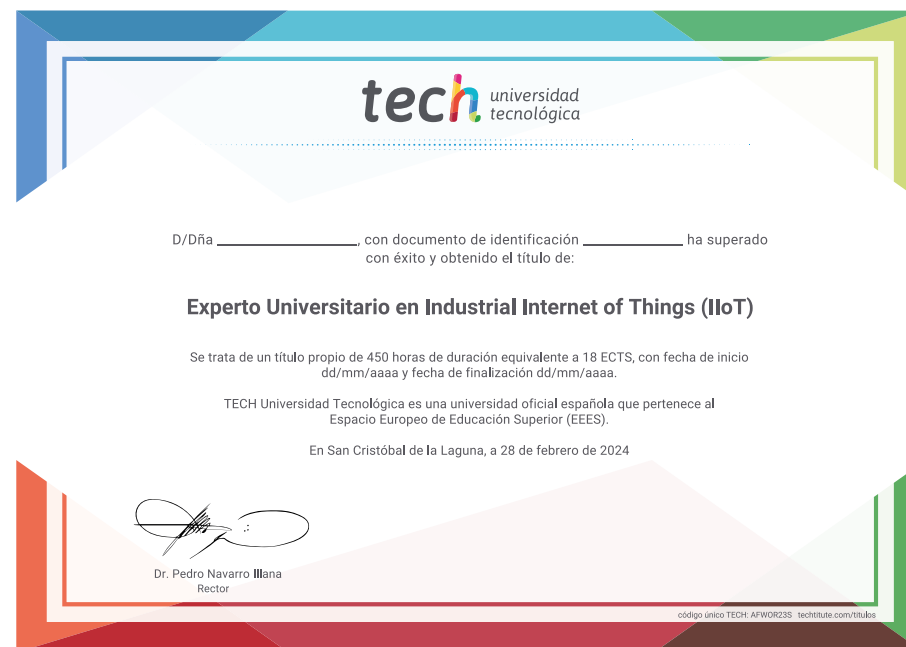 tech universidad
tecnológica
D/Dña ____________________, con documento de identificación ______________ ha superado
con éxito y obtenido el título de:
Experto Universitario en Industrial Internet of Things (IIoT)
Se trata de un título propio de 450 horas de duración equivalente a 18 ECTS, con fecha de inicio
dd/mm/aaaa y fecha de finalización dd/mm/aaaa.
TECH Universidad Tecnológica es una universidad oficial española que pertenece al
Espacio Europeo de Educación Superior (EEES).
En San Cristóbal de la Laguna, a 28 de febrero de 2024
Dr. Pedro Navarro Illana
Rector
código único TECH: AFWOR23S techtitute.com/titulos